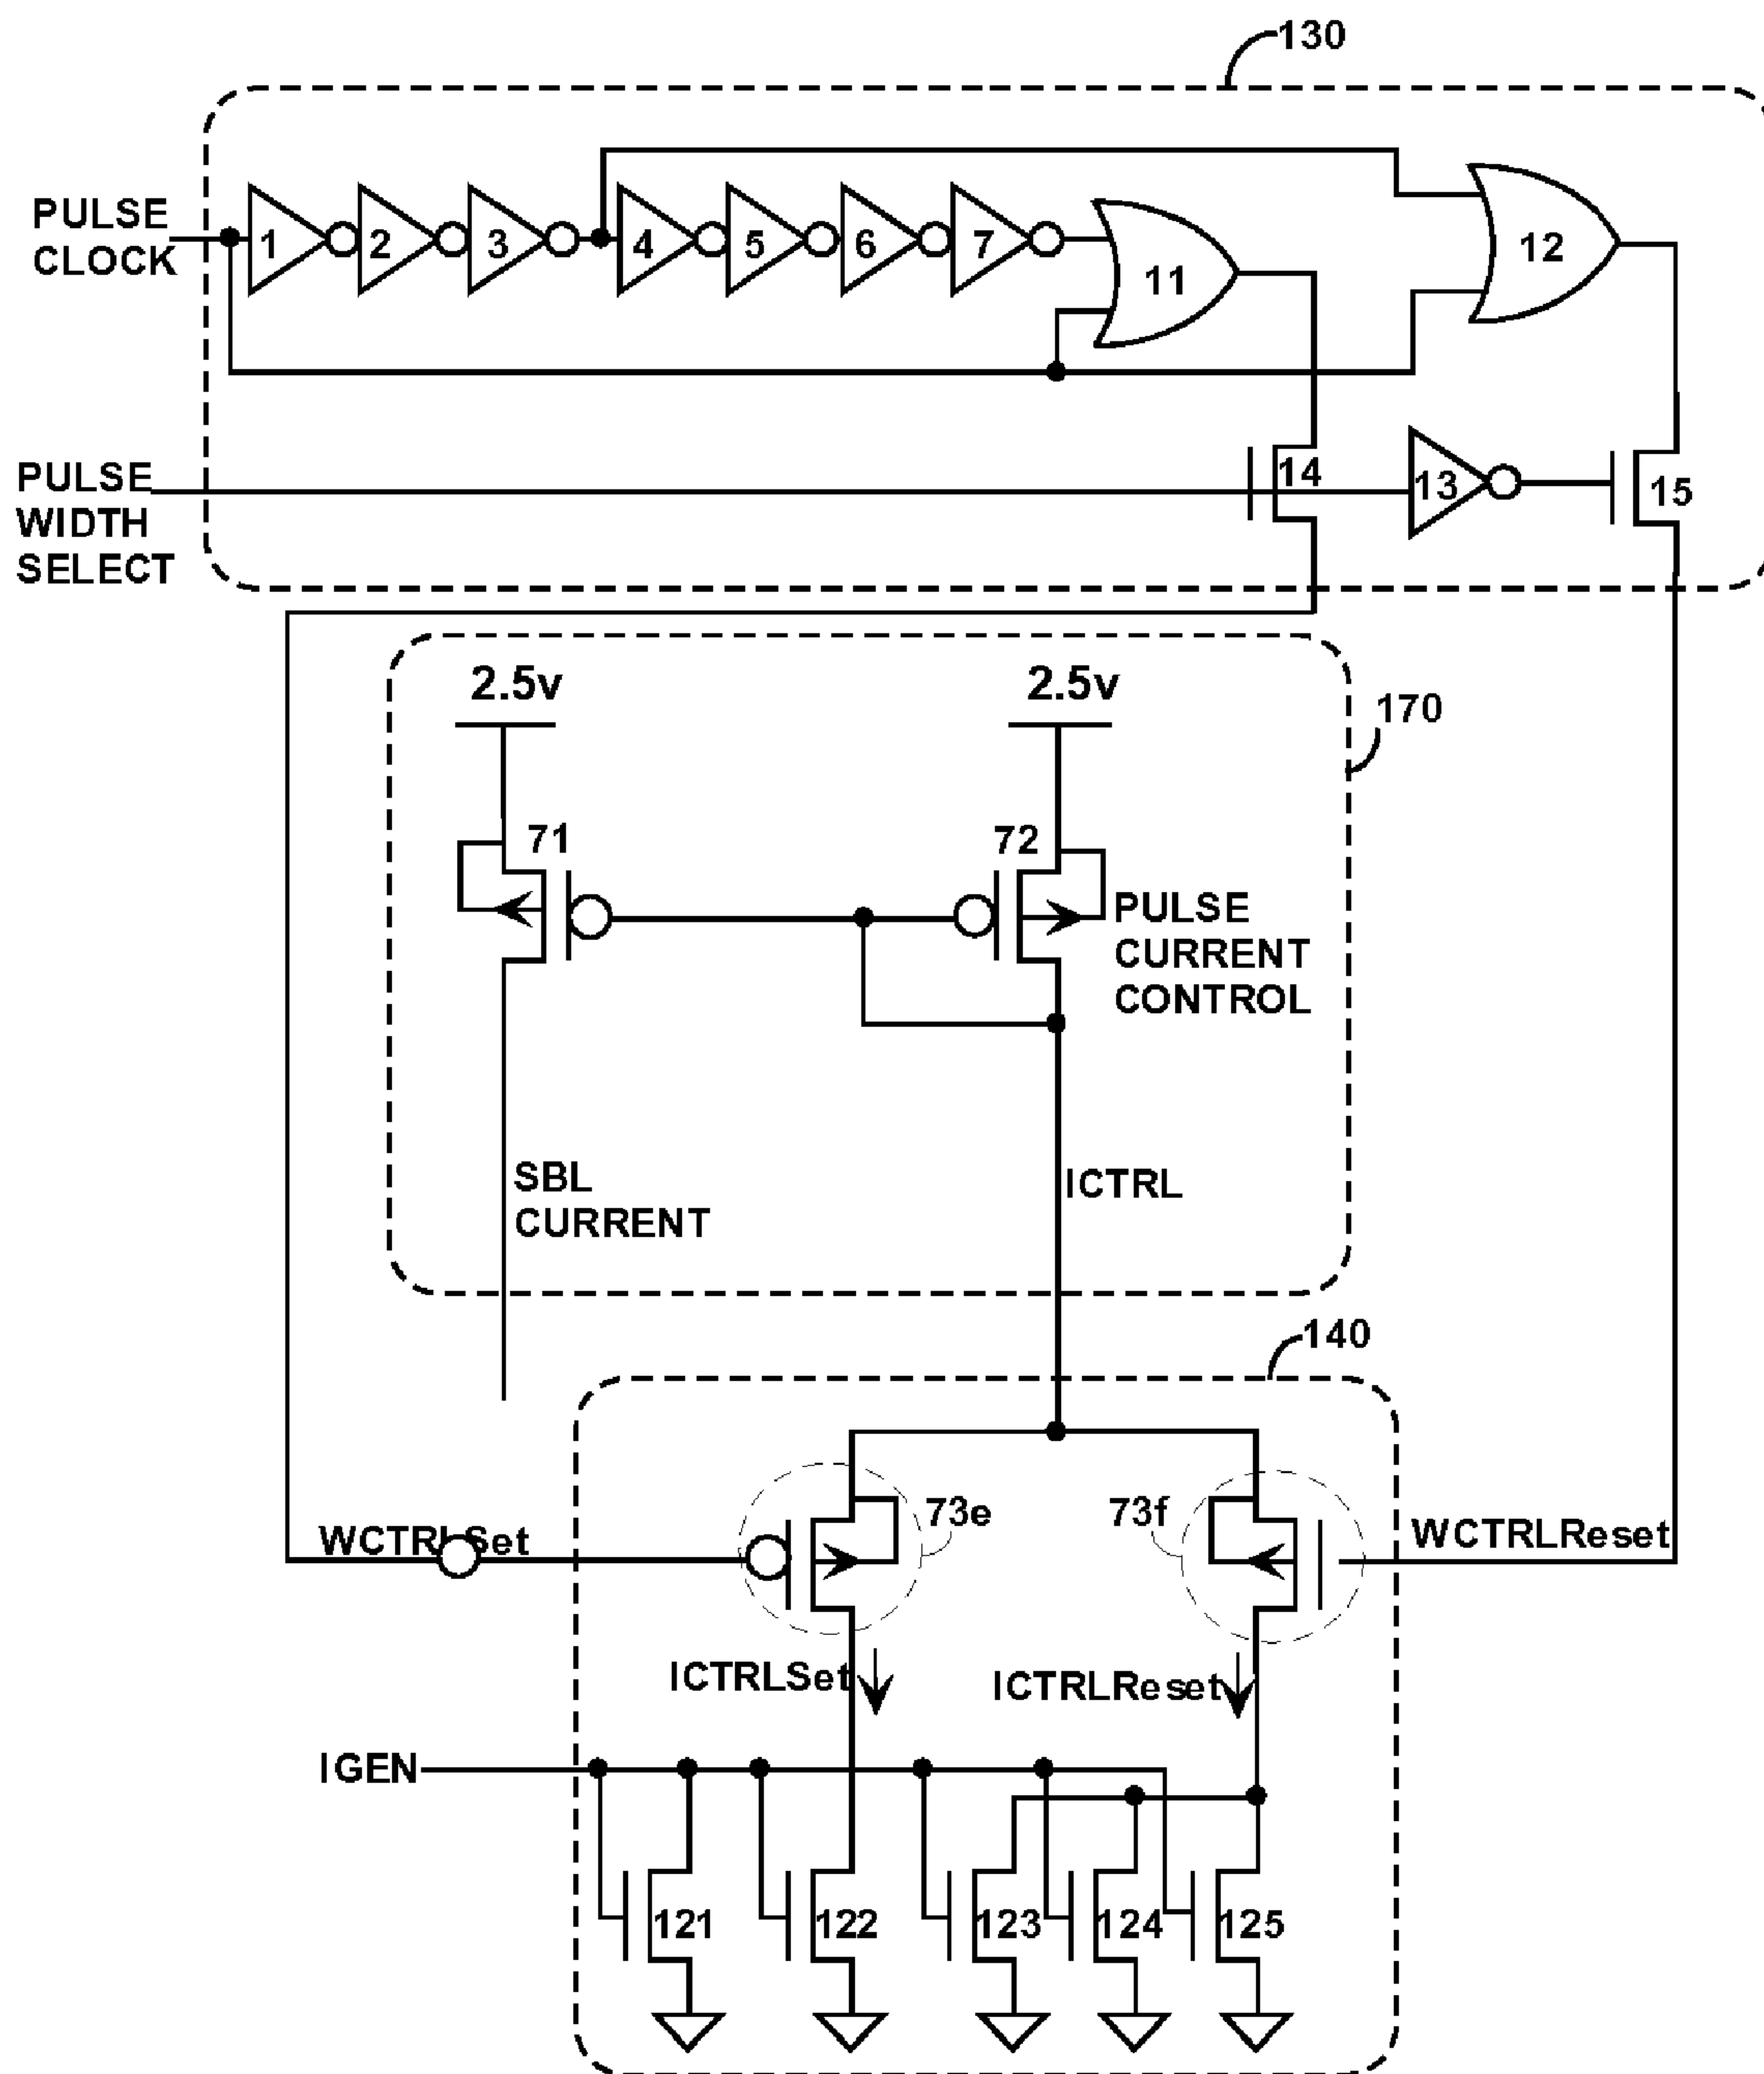 130
PULSE
CLOCK
1
2
3
4
5
6
7
11
12
PULSE
WIDTH
SELECT
14
13
15
2.5v
2.5v
170
71
72
PULSE
CURRENT
CONTROL
SBL
CURRENT
ICTRL
140
73e
73f
WCTRLSet
WCTRLReset
ICTRLSet
ICTRLReset
IGEN
121
122
123
124
125